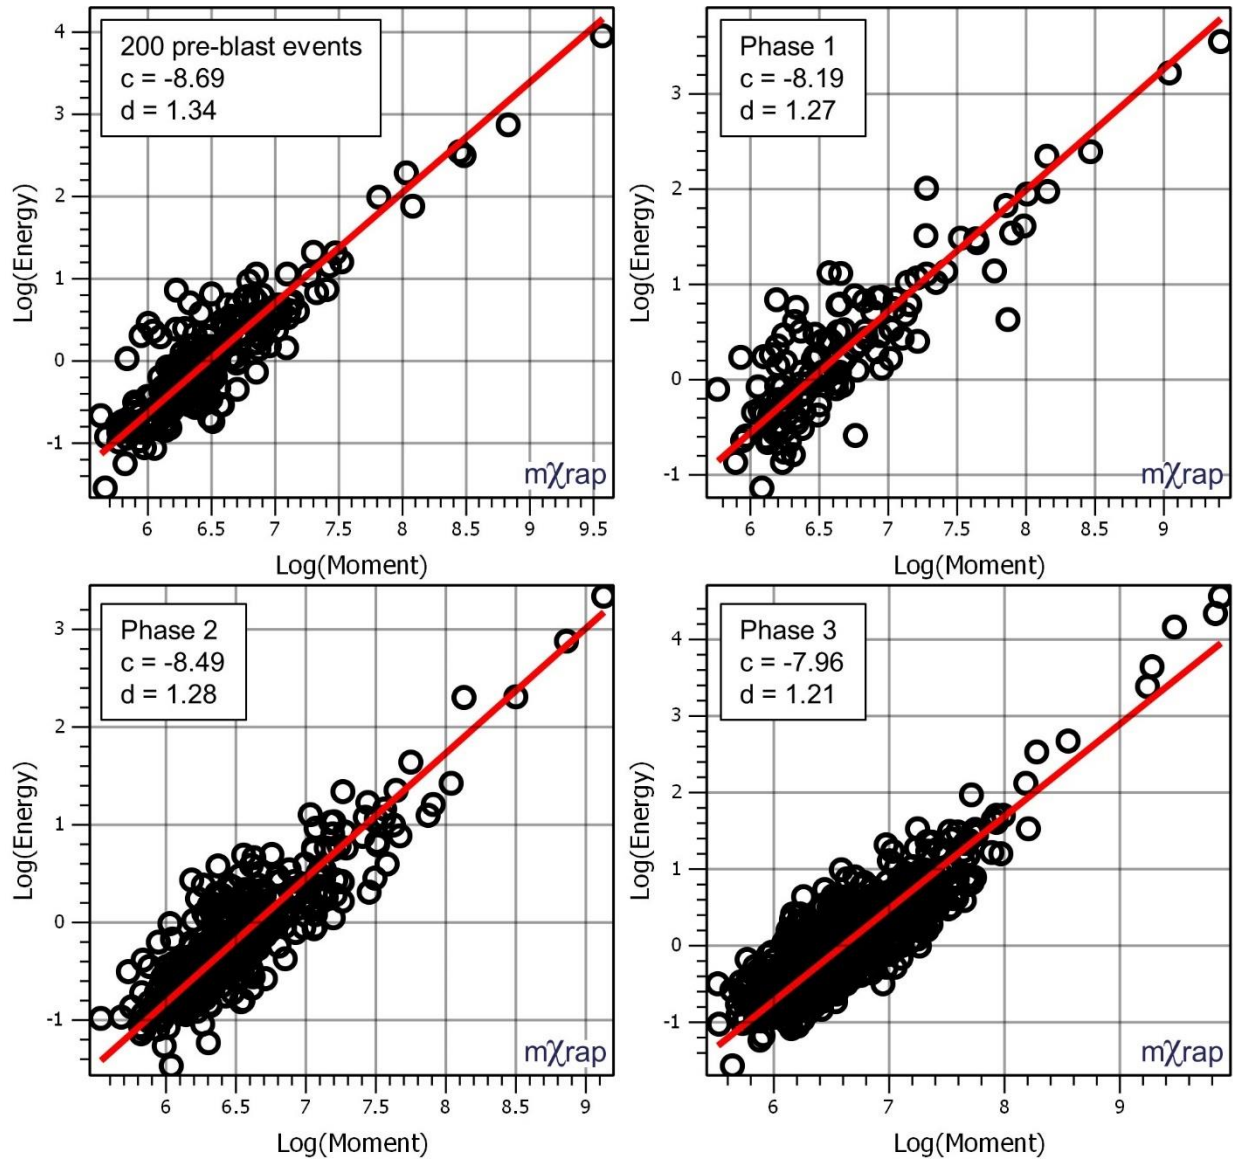 200 pre-blast events
c = -8.69
d = 1.34
4
3
2
1
0
-1
Log(Energy)
mχrap
6 6.5 7 7.5 8 8.5 9 9.5
Log(Moment)
Phase 1
c = -8.19
d = 1.27
3
2
1
0
-1
Log(Energy)
mχrap
6 6.5 7 7.5 8 8.5 9
Log(Moment)
Phase 2
c = -8.49
d = 1.28
3
2
1
0
-1
Log(Energy)
mχrap
6 6.5 7 7.5 8 8.5 9
Log(Moment)
Phase 3
c = -7.96
d = 1.21
4
3
2
1
0
-1
Log(Energy)
mχrap
6 7 8 9
Log(Moment)